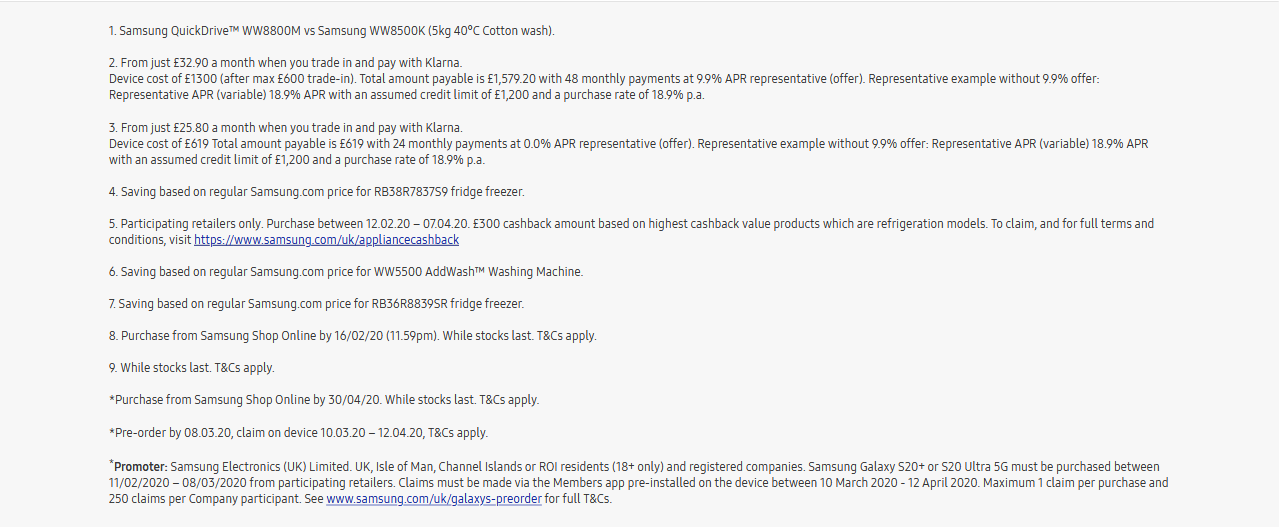 1. Samsung QuickDrive™ WW8800M vs Samsung WW8500K (5kg 40°C Cotton wash).
2. From just £32.90 a month when you trade in and pay with Klarna.
Device cost of £1300 (after max £600 trade-in). Total amount payable is £1,579.20 with 48 monthly payments at 9.9% APR representative (offer). Representative example without 9.9% offer:
Representative APR (variable) 18.9% APR with an assumed credit limit of £1,200 and a purchase rate of 18.9% p.a.
3. From just £25.80 a month when you trade in and pay with Klarna.
Device cost of £619 Total amount payable is £619 with 24 monthly payments at 0.0% APR representative (offer). Representative example without 9.9% offer: Representative APR (variable) 18.9% APR
with an assumed credit limit of £1,200 and a purchase rate of 18.9% p.a.
4. Saving based on regular Samsung.com price for RB38R7837S9 fridge freezer.
5. Participating retailers only. Purchase between 12.02.20 – 07.04.20. £300 cashback amount based on highest cashback value products which are refrigeration models. To claim, and for full terms and
conditions, visit https://www.samsung.com/uk/appliancecashback
6. Saving based on regular Samsung.com price for WW5500 AddWash™ Washing Machine.
7. Saving based on regular Samsung.com price for RB36R8839SR fridge freezer.
8. Purchase from Samsung Shop Online by 16/02/20 (11.59pm). While stocks last. T&Cs apply.
9. While stocks last. T&Cs apply.
*Purchase from Samsung Shop Online by 30/04/20. While stocks last. T&Cs apply.
*Pre-order by 08.03.20, claim on device 10.03.20 – 12.04.20, T&Cs apply.
*Promoter: Samsung Electronics (UK) Limited. UK, Isle of Man, Channel Islands or ROI residents (18+ only) and registered companies. Samsung Galaxy S20+ or S20 Ultra 5G must be purchased between
11/02/2020 – 08/03/2020 from participating retailers. Claims must be made via the Members app pre-installed on the device between 10 March 2020 - 12 April 2020. Maximum 1 claim per purchase and
250 claims per Company participant. See www.samsung.com/uk/galaxys-preorder for full T&Cs.